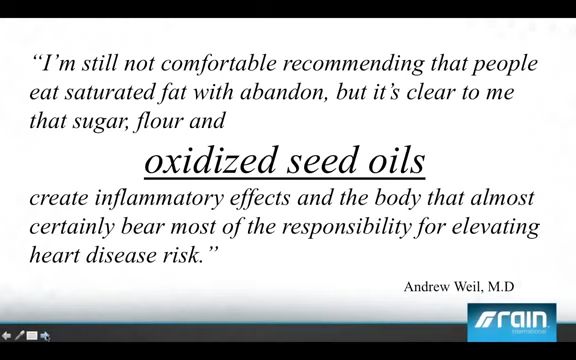 “I’m still not comfortable recommending that people
eat saturated fat with abandon, but it’s clear to me
that sugar, flour and
oxidized seed oils
create inflammatory effects and the body that almost
certainly bear most of the responsibility for elevating
heart disease risk.”
Andrew Weil, M.D
rain
international